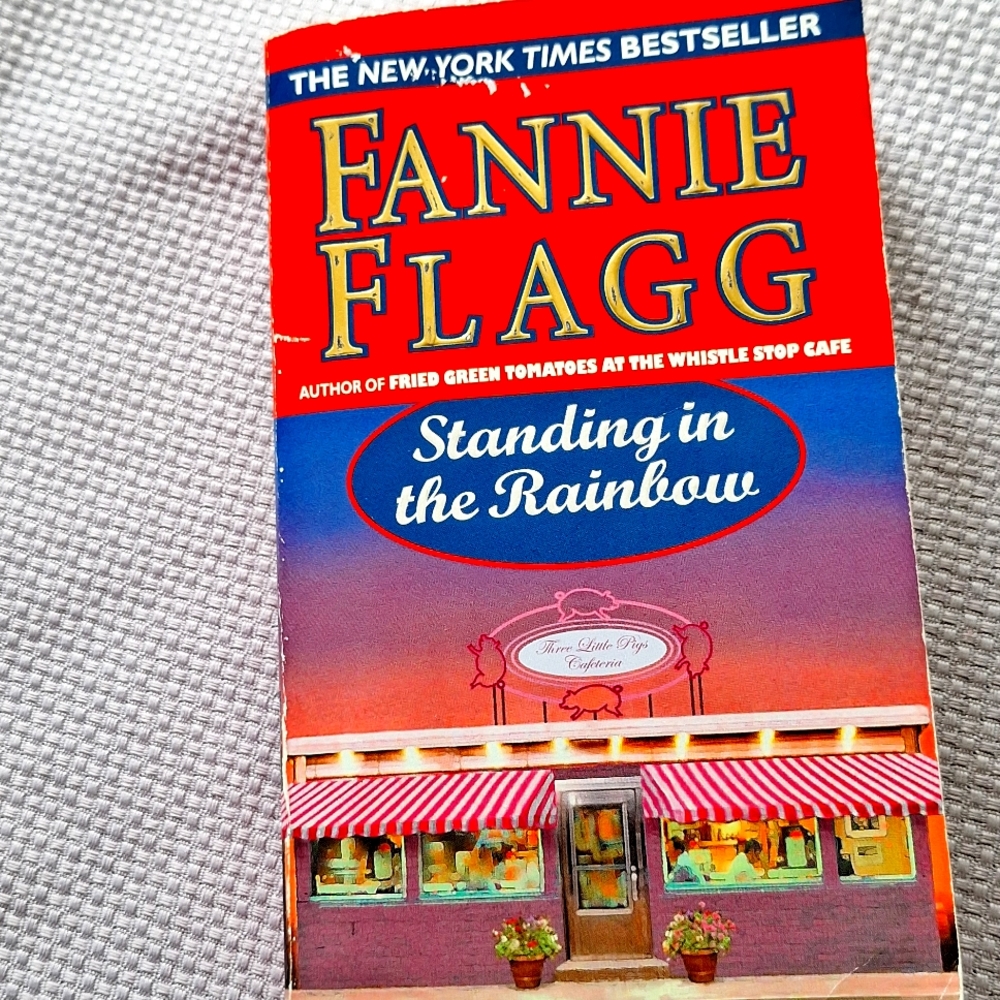 THE NEW YORK TIMES BESTSELLER
FANNIE
FLAGG
AUTHOR OF FRIED GREEN TOMATOES AT THE WHISTLE STOP CAFE
Standing in
the Rainbow
Three Little Pigs
Cafeteria